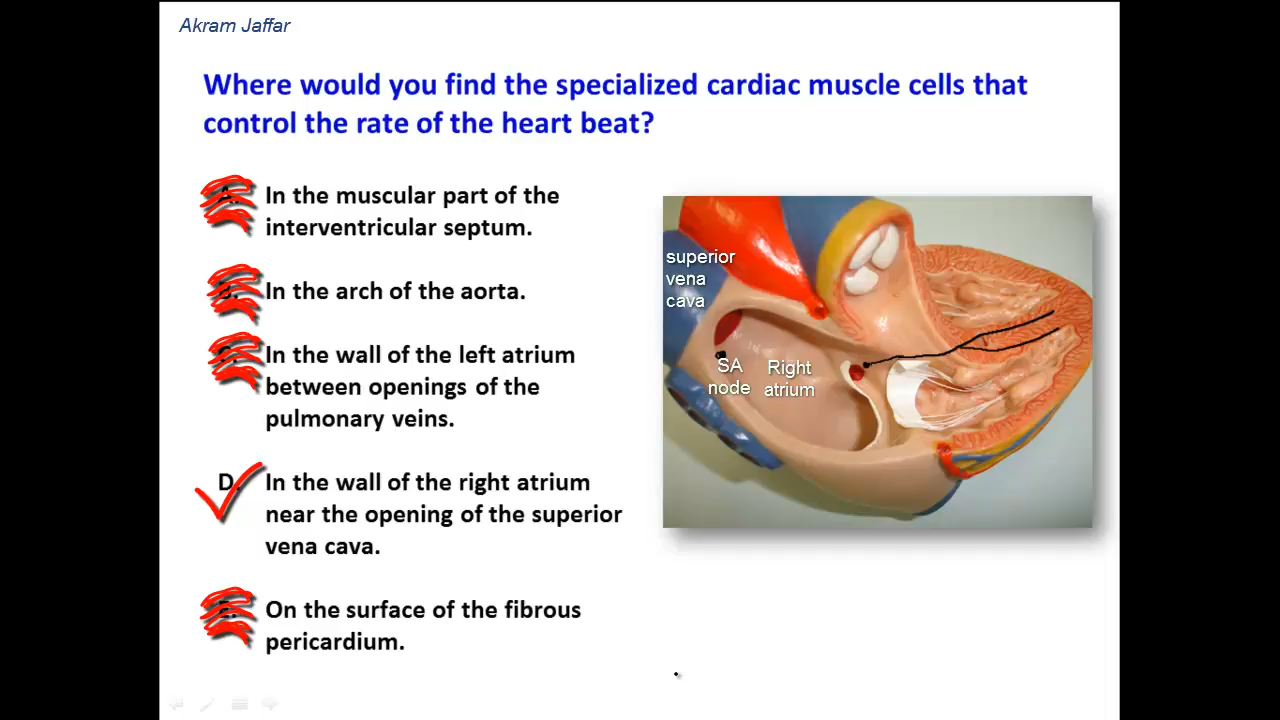 Akram Jaffar
Where would you find the specialized cardiac muscle cells that
control the rate of the heart beat?
A. In the muscular part of the
interventricular septum.
B. In the arch of the aorta.
In the wall of the left atrium
between openings of the
pulmonary veins.
D. In the wall of the right atrium
near the opening of the superior
vena cava.
E. On the surface of the fibrous
pericardium.
superior
vena
cava
SA
node
Right
atrium